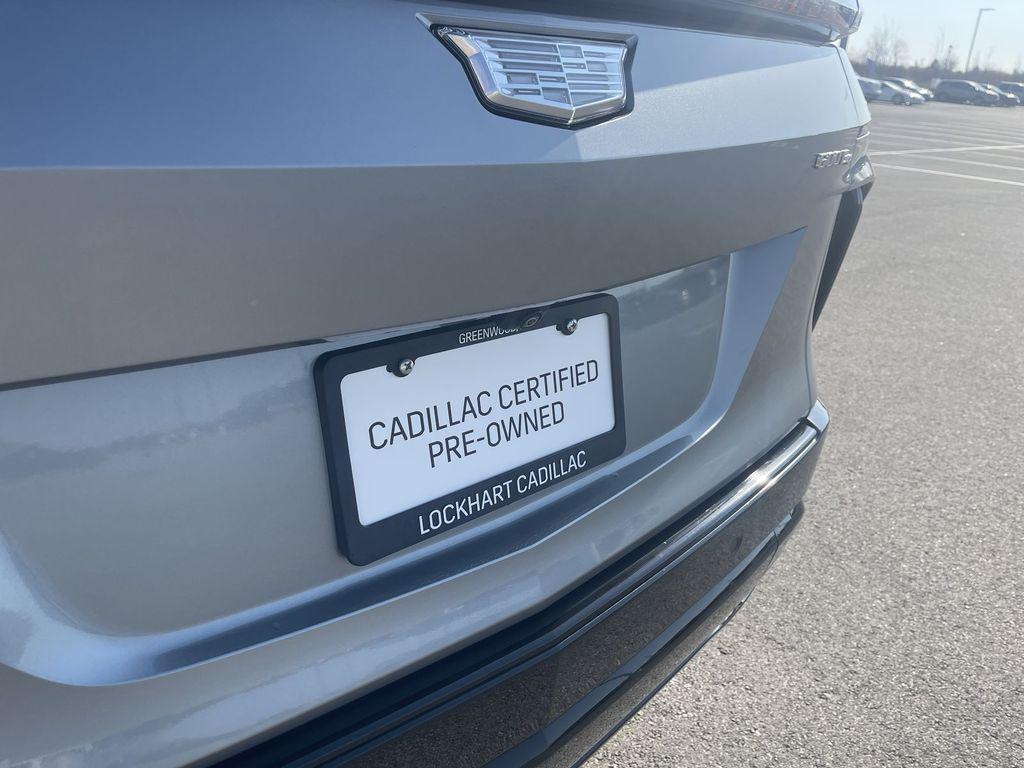 GREENWOOD,
CADILLAC CERTIFIED
PRE-OWNED
LOCKHART CADILLAC